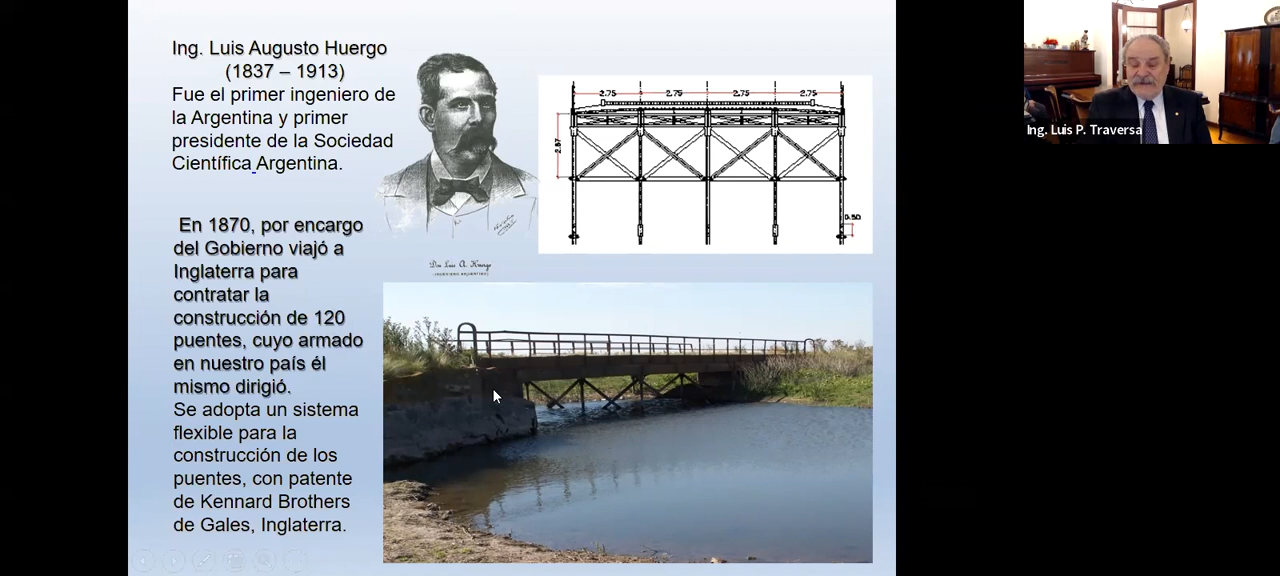 Ing. Luis Augusto Huergo
(1837 – 1913)
Fue el primer ingeniero de
la Argentina y primer
presidente de la Sociedad
Científica Argentina.
En 1870, por encargo
del Gobierno viajó a
Inglaterra para
contratar la
construcción de 120
puentes, cuyo armado
en nuestro país él
mismo dirigió.
Se adopta un sistema
flexible para la
construcción de los
puentes, con patente
de Kennard Brothers
de Gales, Inglaterra.
Luis A. Huergo
2.75 2.75 2.75 2.75
0.50
Ing. Luis P. Traversa